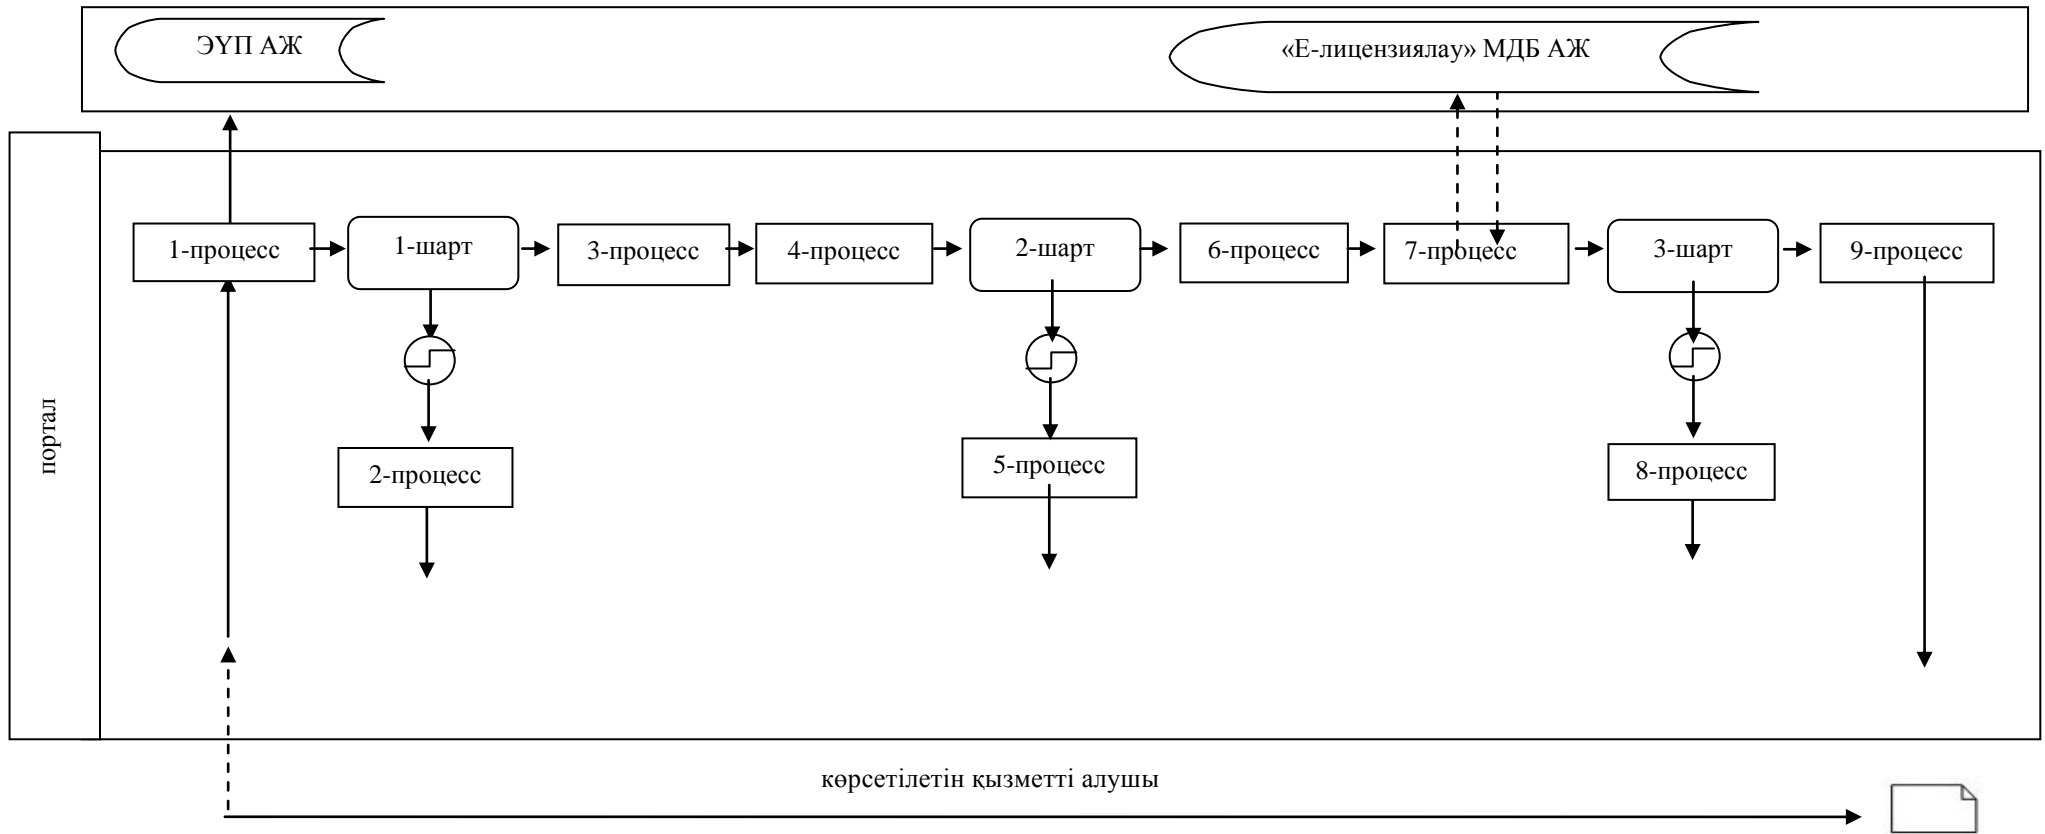 ЭҮП АЖ
«Е-лицензиялау» МДБ АЖ
портал
1-процесс
1-шарт
3-процесс
4-процесс
2-шарт
6-процесс
7-процесс
3-шарт
9-процесс
2-процесс
5-процесс
8-процесс
көрсетілетін қызметті алушы